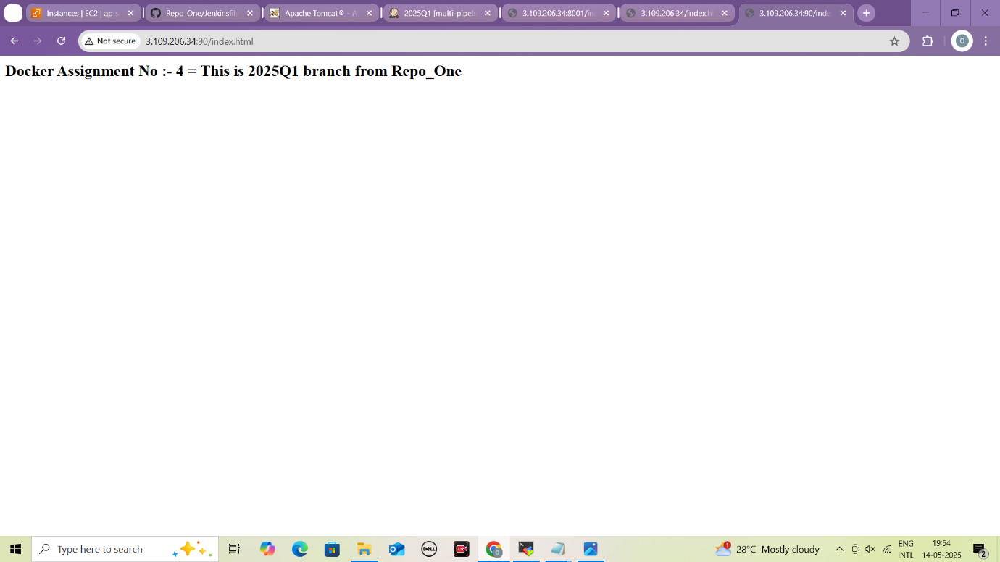 Instances | EC2 | ap-s
Repo_One/Jenkinsfile
Apache Tomcat® - A
2025Q1 [multi-pipeli
3.109.206.34:8001/in
3.109.206.34/index.h
3.109.206.34:90/inde
Not secure
3.109.206.34:90/index.html
O
Docker Assignment No :- 4 = This is 2025Q1 branch from Repo_One
Type here to search
DELL
1
28°C Mostly cloudy
ENG
INTL
19:54
14-05-2025
2